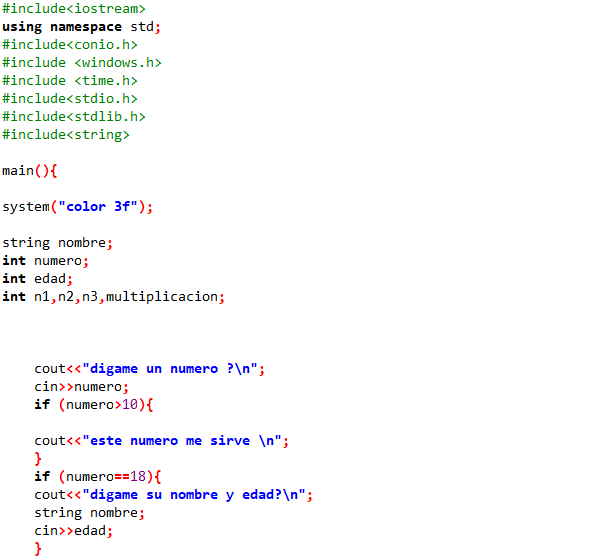 #include<iostream>
using namespace std;
#include<conio.h>
#include <windows.h>
#include <time.h>
#include<stdio.h>
#include<stdlib.h>
#include<string>
main(){
system("color 3f");
string nombre;
int numero;
int edad;
int n1,n2,n3,multiplicacion;
cout<<"digame un numero ?\n";
cin>>numero;
if (numero>10){
cout<<"este numero me sirve \n";
}
if (numero==18){
cout<<"digame su nombre y edad?\n";
string nombre;
cin>>edad;
}